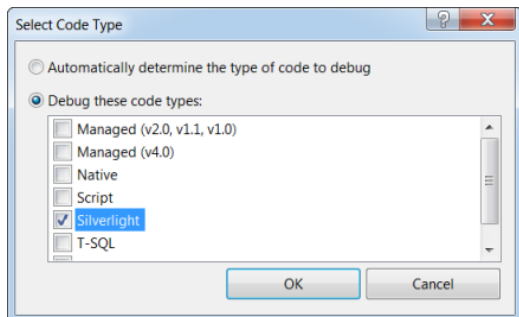 Select Code Type
Automatically determine the type of code to debug
Debug these code types:
Managed (v2.0, v1.1, v1.0)
Managed (v4.0)
Native
Script
Silverlight
T-SQL
OK Cancel